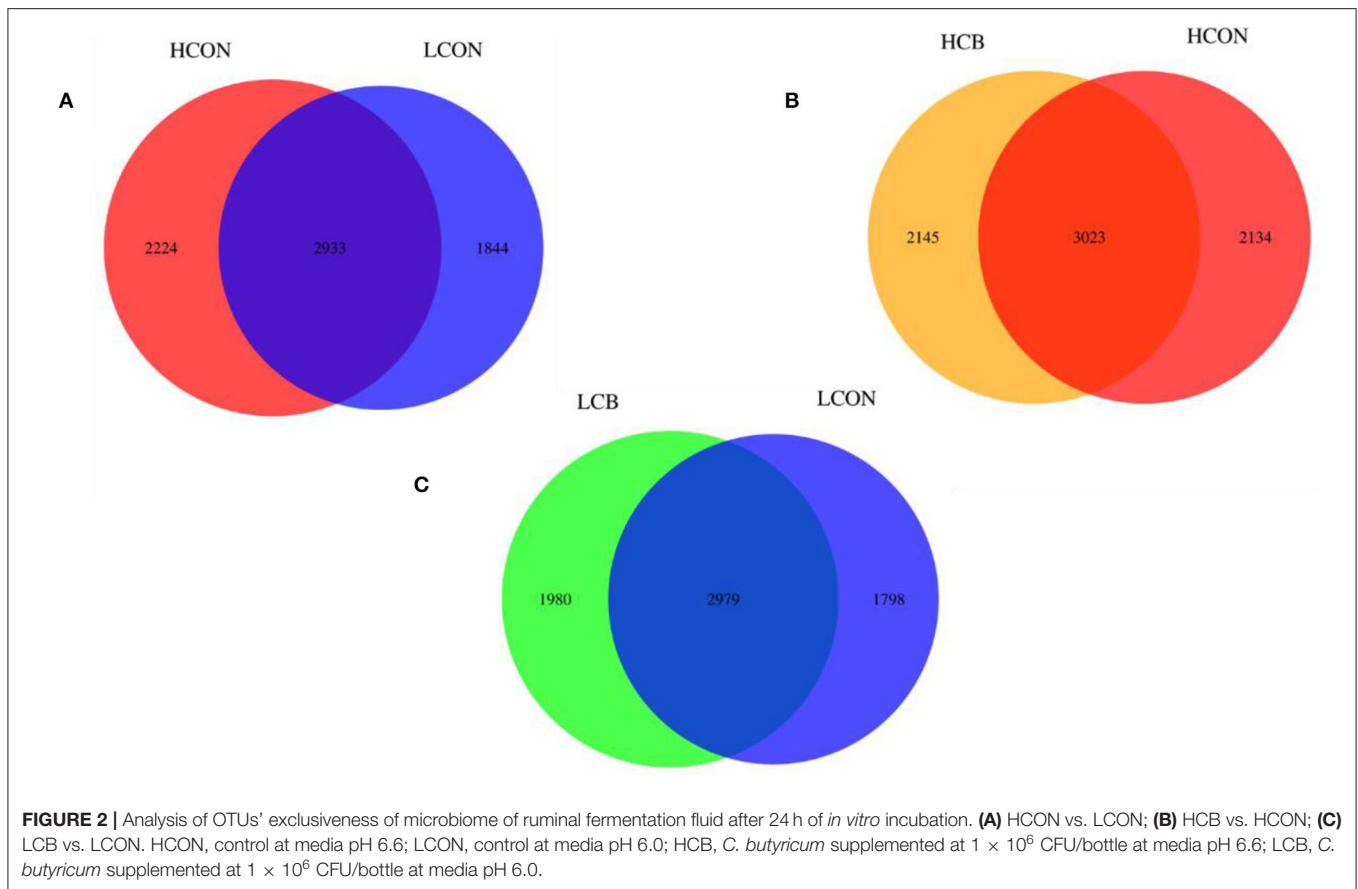 HCON LCON
A
2224 2933 1844
HCB HCON
B
2145 3023 2134
LCB LCON
C
1980 2979 1798
FIGURE 2 | Analysis of OTUs’ exclusiveness of microbiome of ruminal fermentation fluid after 24 h of in vitro incubation. (A) HCON vs. LCON; (B) HCB vs. HCON; (C)
LCB vs. LCON. HCON, control at media pH 6.6; LCON, control at media pH 6.0; HCB, C. butyricum supplemented at 1 × 10⁶ CFU/bottle at media pH 6.6; LCB, C.
butyricum supplemented at 1 × 10⁶ CFU/bottle at media pH 6.0.